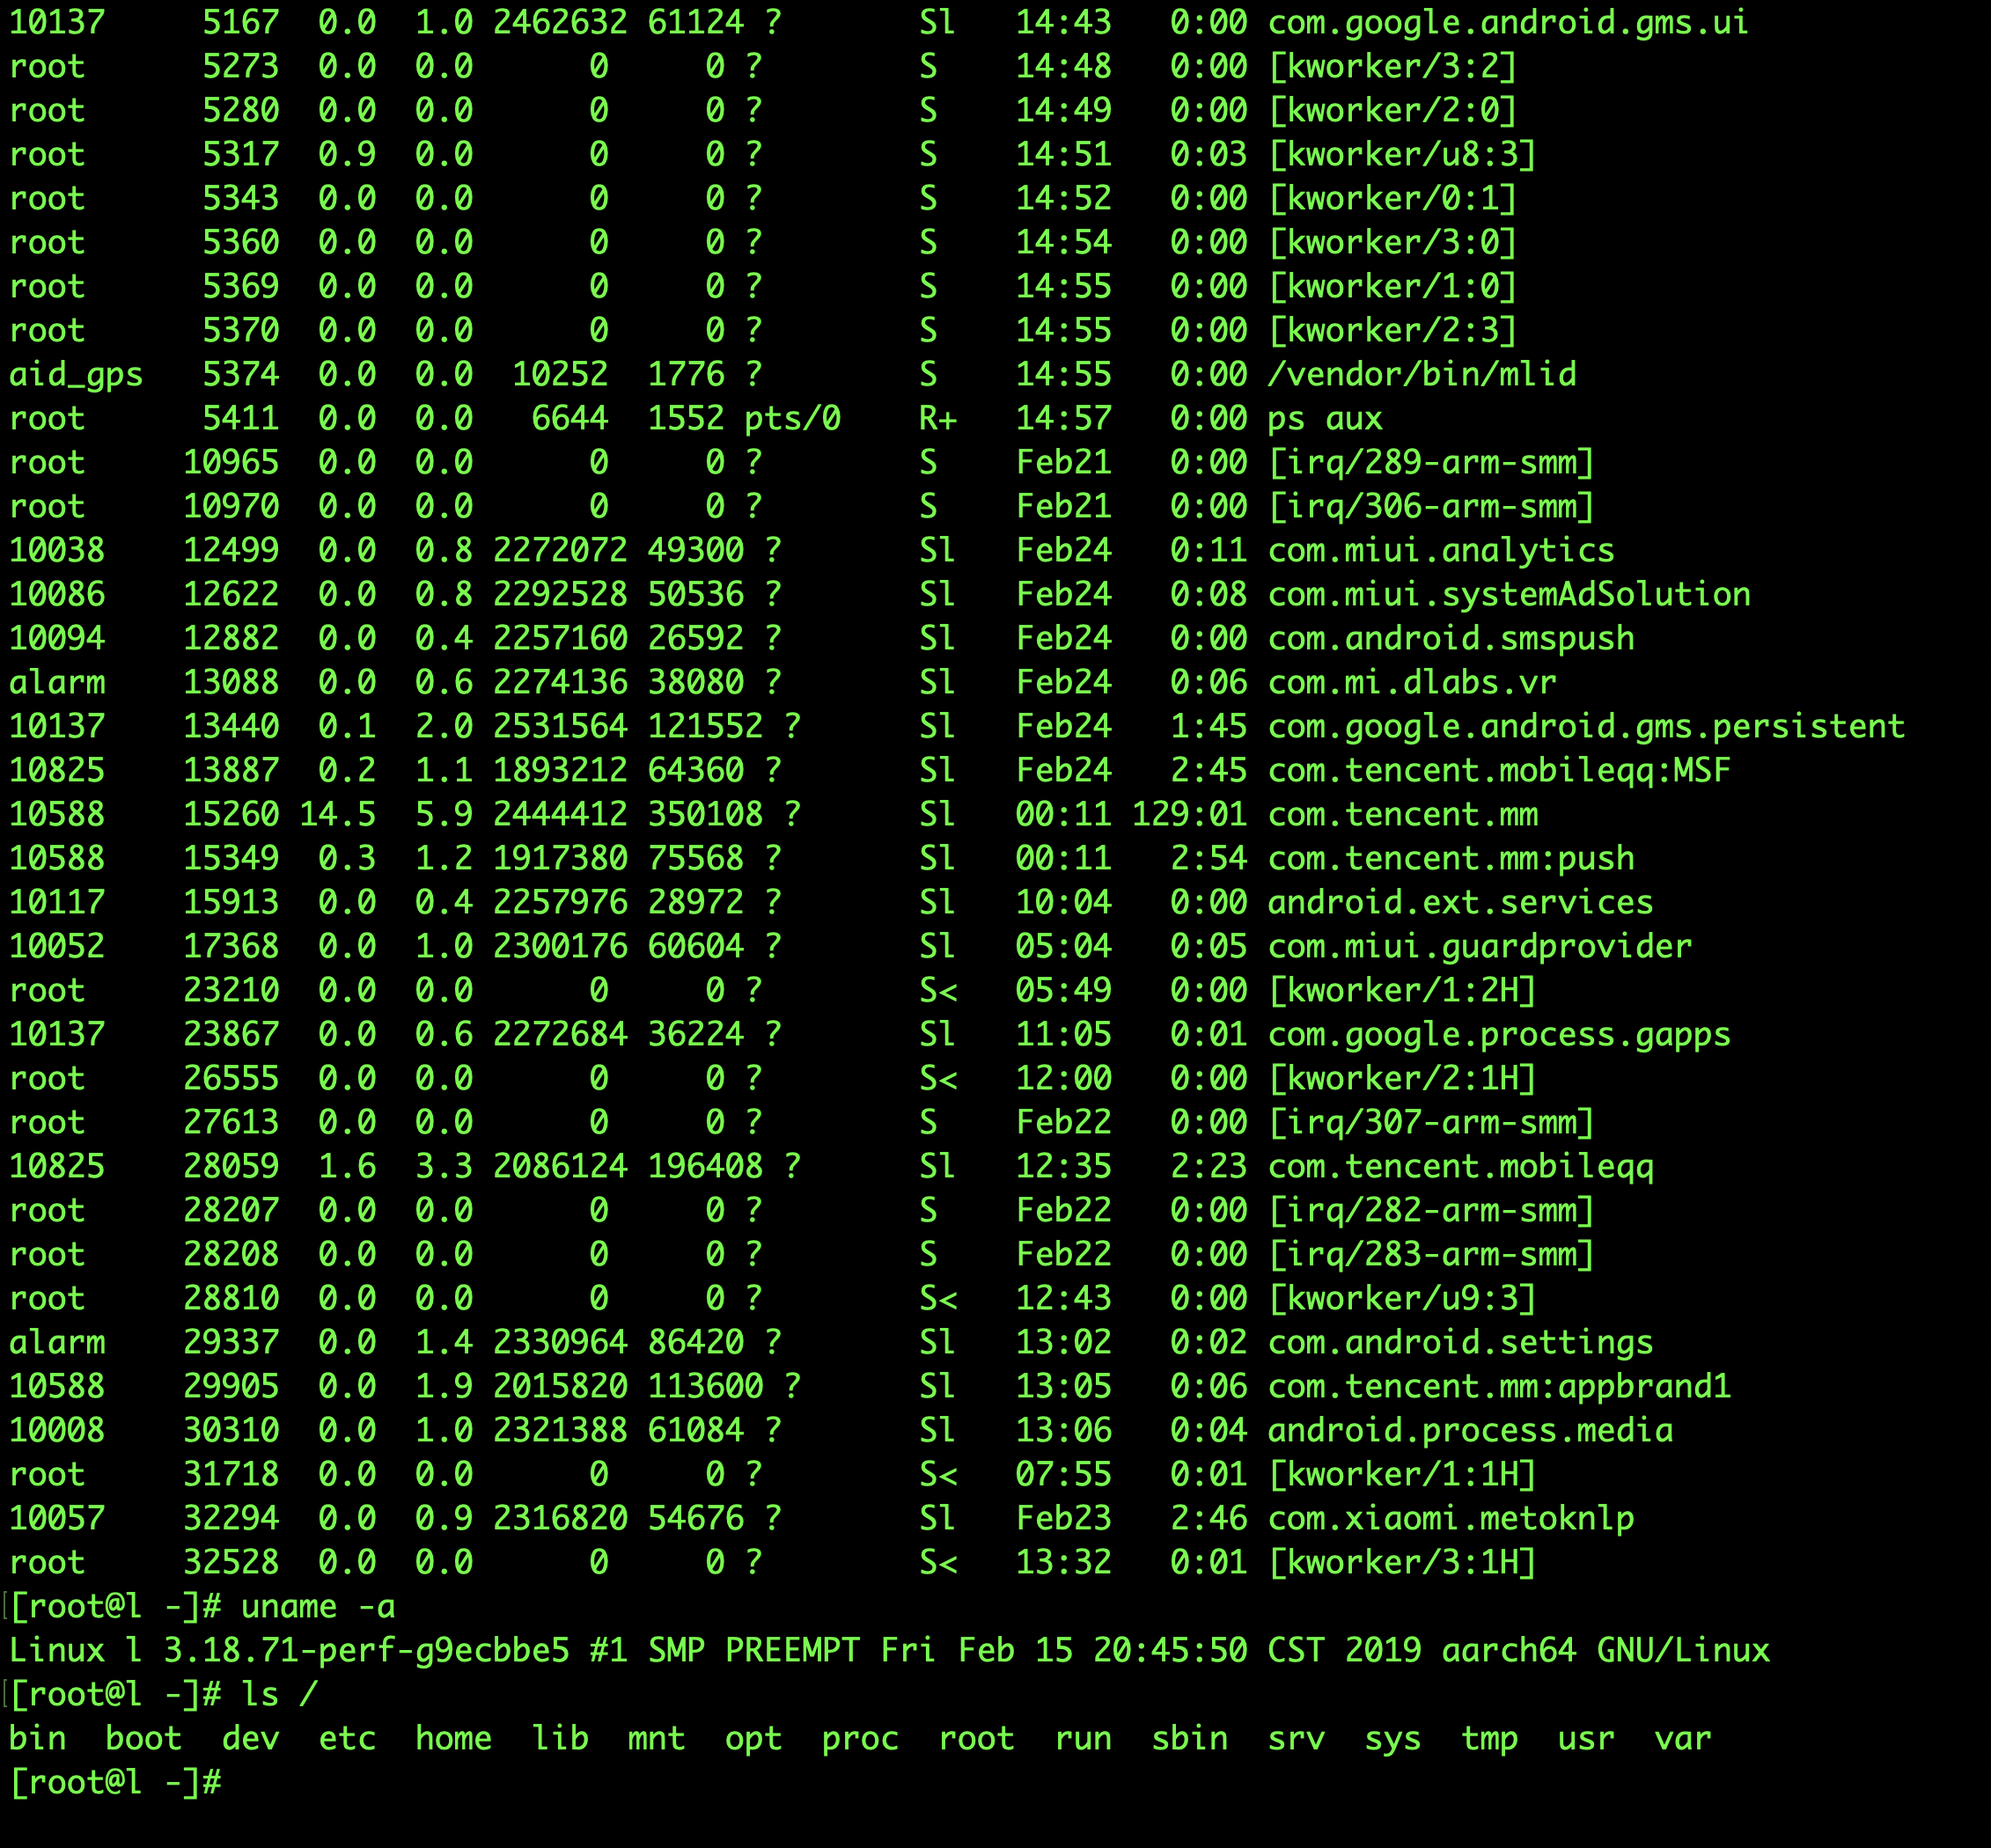 10137     5167  0.0  1.0 2462632 61124 ?        Sl   14:43   0:00 com.google.android.gms.ui
root      5273  0.0  0.0      0     0 ?        S    14:48   0:00 [kworker/3:2]
root      5280  0.0  0.0      0     0 ?        S    14:49   0:00 [kworker/2:0]
root      5317  0.9  0.0      0     0 ?        S    14:51   0:03 [kworker/u8:3]
root      5343  0.0  0.0      0     0 ?        S    14:52   0:00 [kworker/0:1]
root      5360  0.0  0.0      0     0 ?        S    14:54   0:00 [kworker/3:0]
root      5369  0.0  0.0      0     0 ?        S    14:55   0:00 [kworker/1:0]
root      5370  0.0  0.0      0     0 ?        S    14:55   0:00 [kworker/2:3]
aid_gps   5374  0.0  0.0  10252  1776 ?        S    14:55   0:00 /vendor/bin/mlid
root      5411  0.0  0.0   6644  1552 pts/0    R+   14:57   0:00 ps aux
root     10965  0.0  0.0      0     0 ?        S    Feb21   0:00 [irq/289-arm-smm]
root     10970  0.0  0.0      0     0 ?        S    Feb21   0:00 [irq/306-arm-smm]
10038    12499  0.0  0.8 2272072 49300 ?        Sl   Feb24   0:11 com.miui.analytics
10086    12622  0.0  0.8 2292528 50536 ?        Sl   Feb24   0:08 com.miui.systemAdSolution
10094    12882  0.0  0.4 2257160 26592 ?        Sl   Feb24   0:00 com.android.smspush
alarm    13088  0.0  0.6 2274136 38080 ?        Sl   Feb24   0:06 com.mi.dlabs.vr
10137    13440  0.1  2.0 2531564 121552 ?       Sl   Feb24   1:45 com.google.android.gms.persistent
10825    13887  0.2  1.1 1893212 64360 ?        Sl   Feb24   2:45 com.tencent.mobileqq:MSF
10588    15260 14.5  5.9 2444412 350108 ?       Sl   00:11 129:01 com.tencent.mm
10588    15349  0.3  1.2 1917380 75568 ?        Sl   00:11   2:54 com.tencent.mm:push
10117    15913  0.0  0.4 2257976 28972 ?        Sl   10:04   0:00 android.ext.services
10052    17368  0.0  1.0 2300176 60604 ?        Sl   05:04   0:05 com.miui.guardprovider
root     23210  0.0  0.0      0     0 ?        S<   05:49   0:00 [kworker/1:2H]
10137    23867  0.0  0.6 2272684 36224 ?        Sl   11:05   0:01 com.google.process.gapps
root     26555  0.0  0.0      0     0 ?        S<   12:00   0:00 [kworker/2:1H]
root     27613  0.0  0.0      0     0 ?        S    Feb22   0:00 [irq/307-arm-smm]
10825    28059  1.6  3.3 2086124 196408 ?       Sl   12:35   2:23 com.tencent.mobileqq
root     28207  0.0  0.0      0     0 ?        S    Feb22   0:00 [irq/282-arm-smm]
root     28208  0.0  0.0      0     0 ?        S    Feb22   0:00 [irq/283-arm-smm]
root     28810  0.0  0.0      0     0 ?        S<   12:43   0:00 [kworker/u9:3]
alarm    29337  0.0  1.4 2330964 86420 ?        Sl   13:02   0:02 com.android.settings
10588    29905  0.0  1.9 2015820 113600 ?       Sl   13:05   0:06 com.tencent.mm:appbrand1
10008    30310  0.0  1.0 2321388 61084 ?        Sl   13:06   0:04 android.process.media
root     31718  0.0  0.0      0     0 ?        S<   07:55   0:01 [kworker/1:1H]
10057    32294  0.0  0.9 2316820 54676 ?        Sl   Feb23   2:46 com.xiaomi.metoknlp
root     32528  0.0  0.0      0     0 ?        S<   13:32   0:01 [kworker/3:1H]
[root@l -]# uname -a
Linux l 3.18.71-perf-g9ecbbe5 #1 SMP PREEMPT Fri Feb 15 20:45:50 CST 2019 aarch64 GNU/Linux
[root@l -]# ls /
bin  boot  dev  etc  home  lib  mnt  opt  proc  root  run  sbin  srv  sys  tmp  usr  var
[root@l -]#